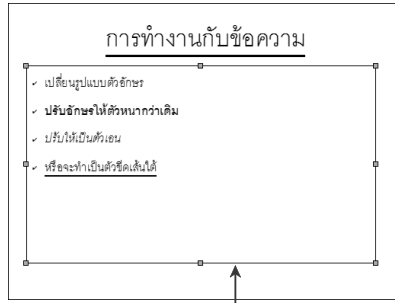 การทำงานกับข้อความ
✓ เปลี่ยนรูปแบบตัวอักษร
✓ ปรับอักษรให้ตัวหนากว่าเดิม
✓ ปรับให้เป็นตัวเอน
✓ หรือจะทำเป็นตัวขีดเส้นใต้